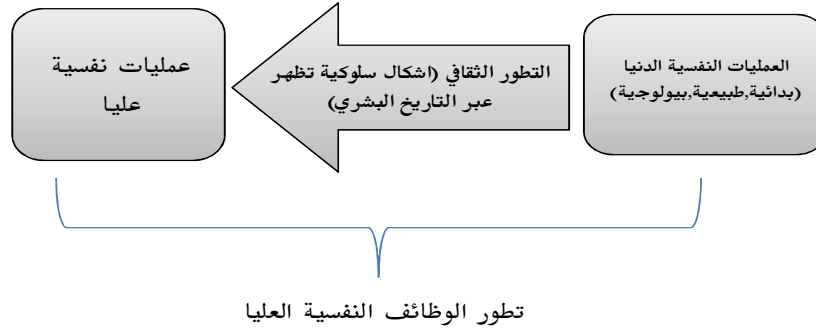 العمليات النفسية الدنيا
(بدائية,طبيعية,بيولوجية)
التطور الثقافي (اشكال سلوكية تظهر
عبر التاريخ البشري)
عمليات نفسية
عليا
تطور الوظائف النفسية العليا